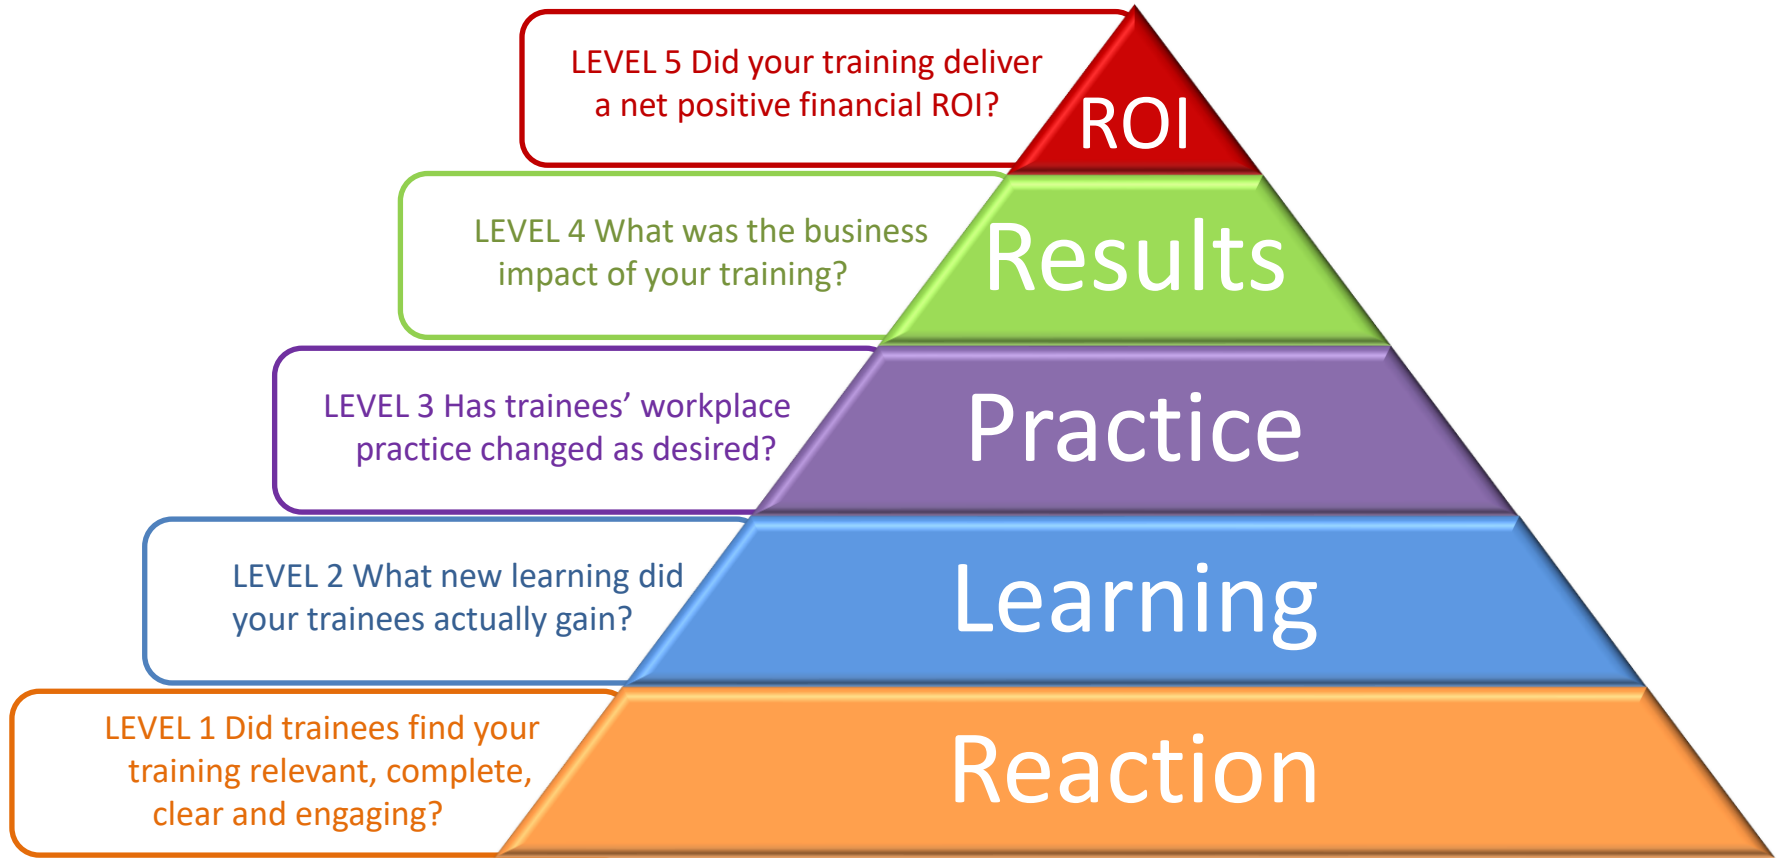 LEVEL 5 Did your training deliver
a net positive financial ROI?
ROI
LEVEL 4 What was the business
impact of your training?
Results
LEVEL 3 Has trainees’ workplace
practice changed as desired?
Practice
LEVEL 2 What new learning did
your trainees actually gain?
Learning
LEVEL 1 Did trainees find your
training relevant, complete,
clear and engaging?
Reaction